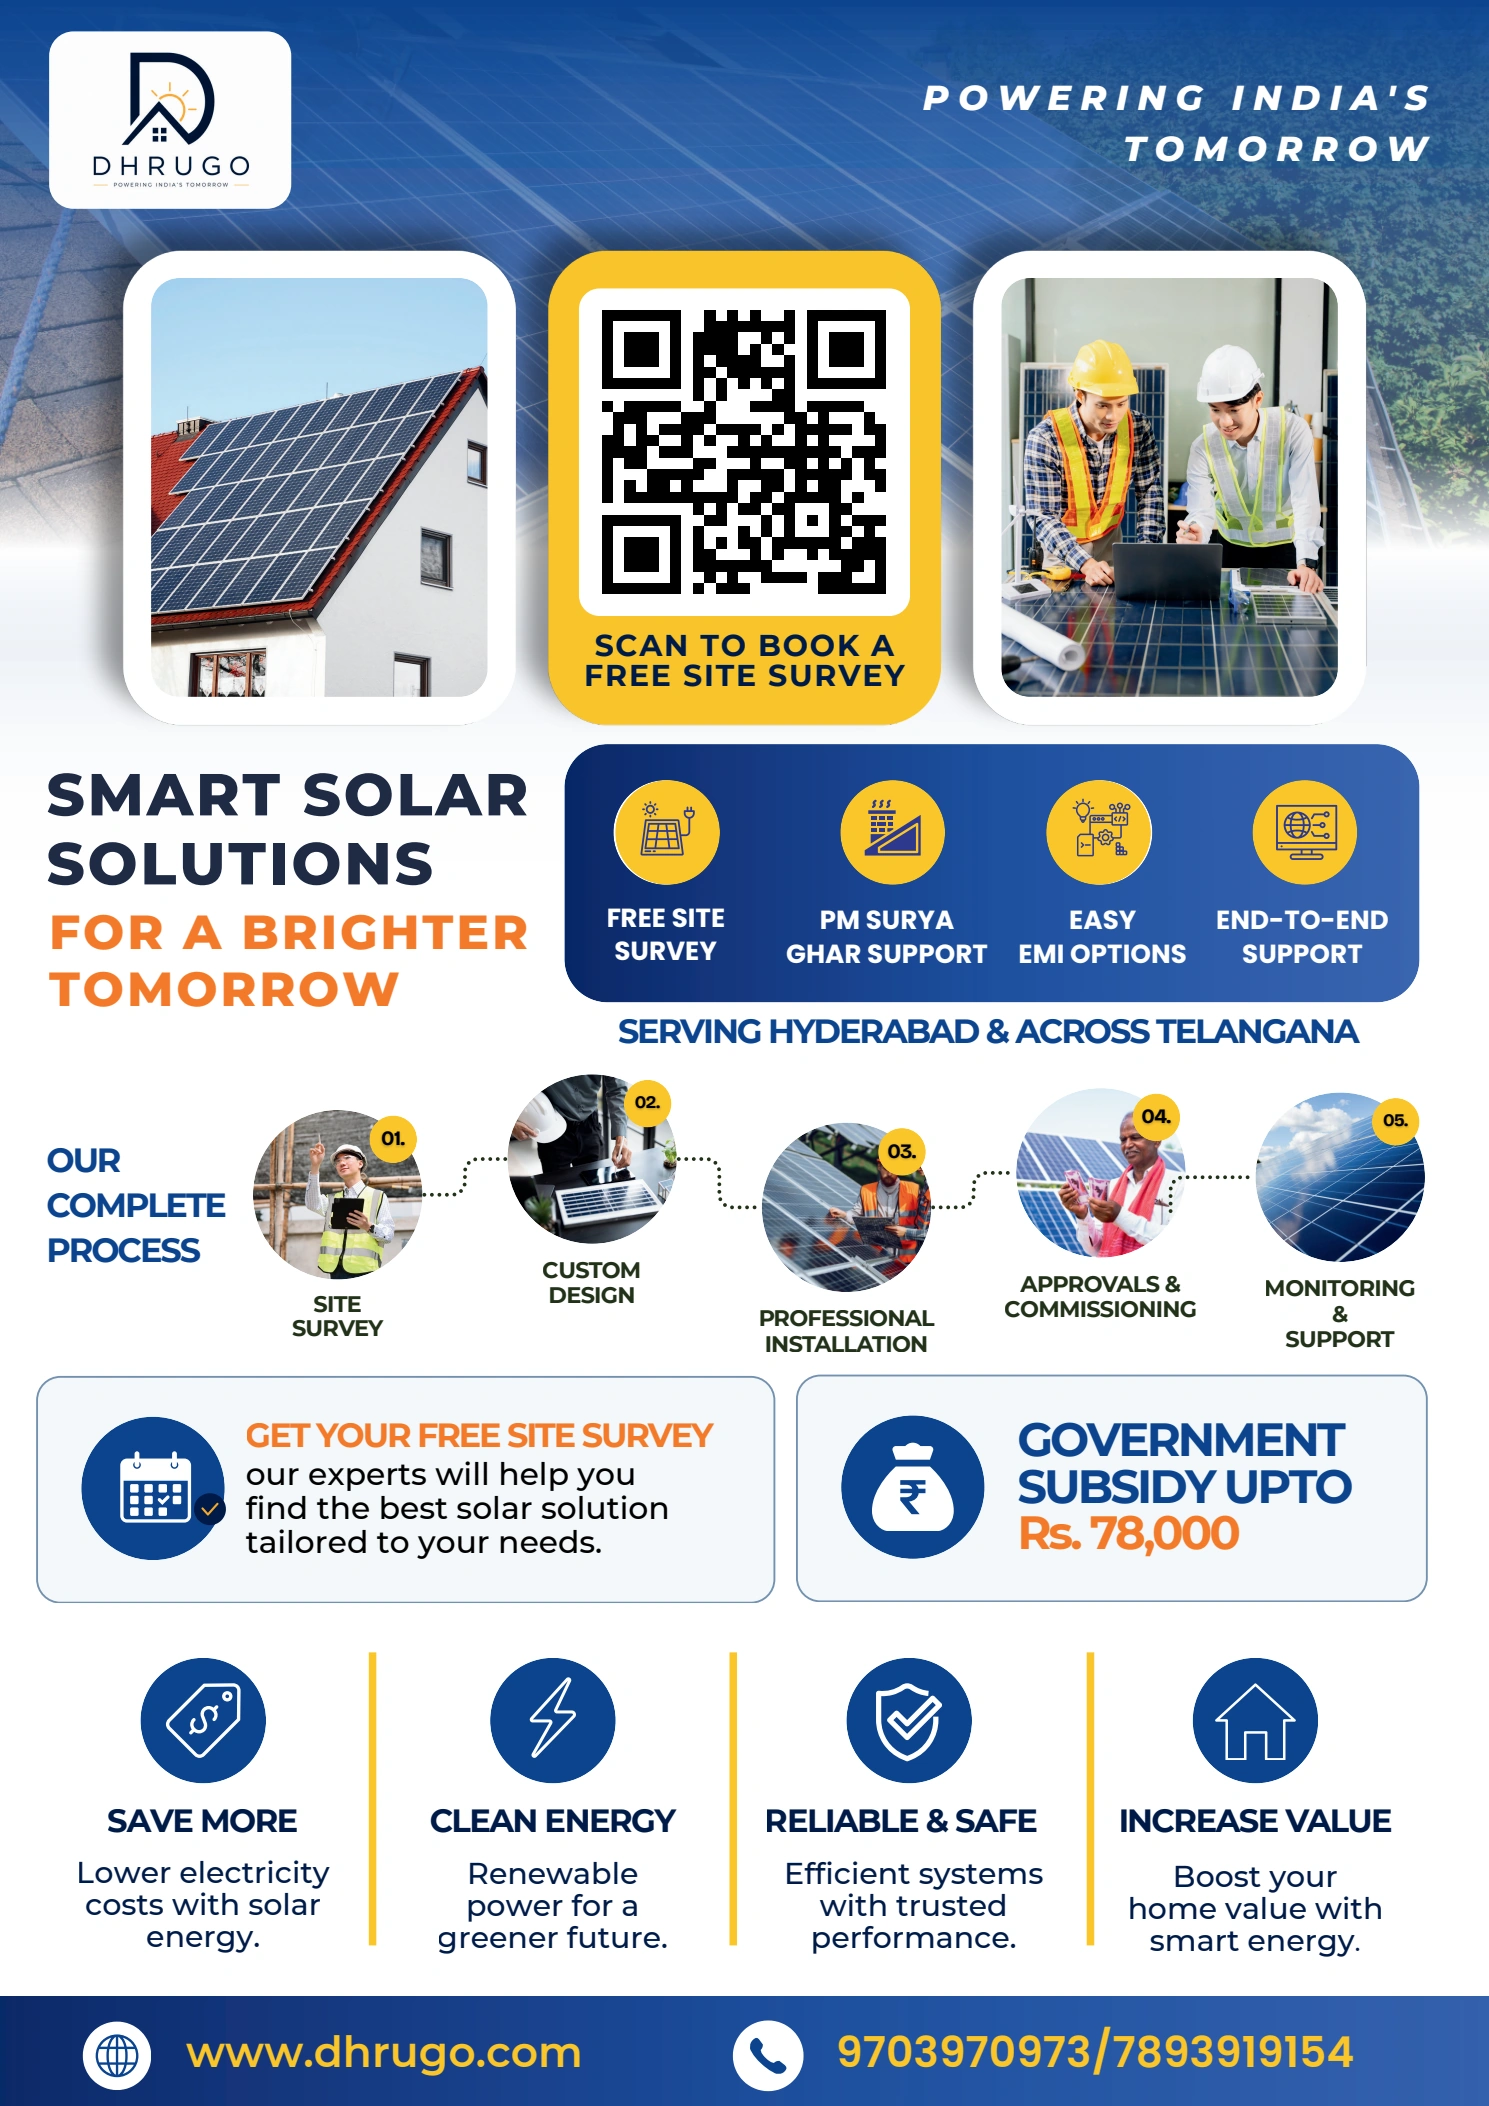 DHRUGO
POWERING INDIA'S TOMORROW
POWERING INDIA'S
TOMORROW
SCAN TO BOOK A
FREE SITE SURVEY
SMART SOLAR
SOLUTIONS
FOR A BRIGHTER
TOMORROW
FREE SITE
SURVEY
PM SURYA
GHAR SUPPORT
EASY
EMI OPTIONS
END-TO-END
SUPPORT
SERVING HYDERABAD & ACROSS TELANGANA
OUR
COMPLETE
PROCESS
01.
SITE
SURVEY
02.
CUSTOM
DESIGN
03.
PROFESSIONAL
INSTALLATION
04.
APPROVALS &
COMMISSIONING
05.
MONITORING
&
SUPPORT
GET YOUR FREE SITE SURVEY
our experts will help you
find the best solar solution
tailored to your needs.
₹
GOVERNMENT
SUBSIDY UPTO
Rs. 78,000
$
SAVE MORE
Lower electricity
costs with solar
energy.
CLEAN ENERGY
Renewable
power for a
greener future.
RELIABLE & SAFE
Efficient systems
with trusted
performance.
INCREASE VALUE
Boost your
home value with
smart energy.
www.dhrugo.com
9703970973/7893919154